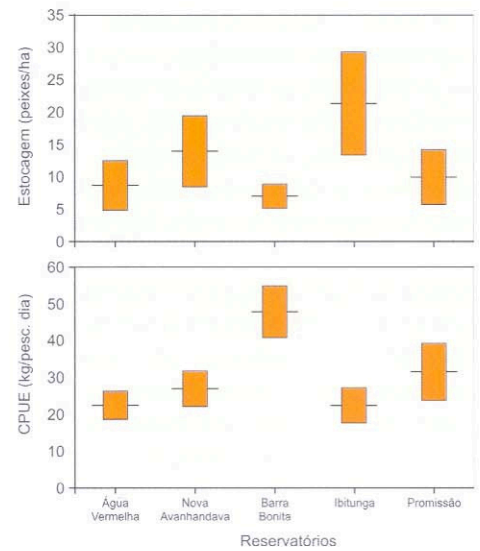 Estocagem (peixes/ha)
35
30
25
20
15
10
5
0
CPUE (kg/pesc. dia)
60
50
40
30
20
10
0
Água
Vermelha
Nova
Avanhandava
Barra
Bonita
Ibitunga
Promissão
Reservatórios